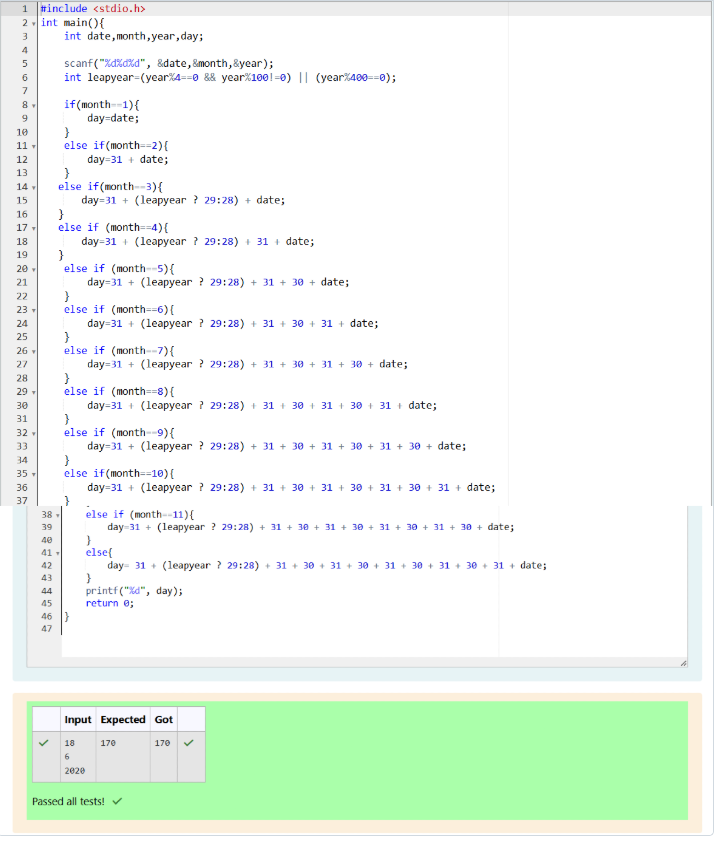 1 #include <stdio.h>
2 int main(){
3 int date,month,year,day;
4
5 scanf("%d%d%d", &date,&month,&year);
6 int leapyear=(year%4==0 && year%100!=0) || (year%400==0);
7
8 if(month==1){
9 day=date;
10 }
11 else if(month==2){
12 day=31 + date;
13 }
14 else if(month==3){
15 day=31 + (leapyear ? 29:28) + date;
16 }
17 else if (month==4){
18 day=31 + (leapyear ? 29:28) + 31 + date;
19 }
20 else if (month==5){
21 day=31 + (leapyear ? 29:28) + 31 + 30 + date;
22 }
23 else if (month==6){
24 day=31 + (leapyear ? 29:28) + 31 + 30 + 31 + date;
25 }
26 else if (month==7){
27 day=31 + (leapyear ? 29:28) + 31 + 30 + 31 + 30 + date;
28 }
29 else if (month==8){
30 day=31 + (leapyear ? 29:28) + 31 + 30 + 31 + 30 + 31 + date;
31 }
32 else if (month==9){
33 day=31 + (leapyear ? 29:28) + 31 + 30 + 31 + 30 + 31 + 30 + date;
34 }
35 else if(month==10){
36 day=31 + (leapyear ? 29:28) + 31 + 30 + 31 + 30 + 31 + 30 + 31 + date;
37 }
38 else if (month==11){
39 day=31 + (leapyear ? 29:28) + 31 + 30 + 31 + 30 + 31 + 30 + 31 + 30 + date;
40 }
41 else{
42 day= 31 + (leapyear ? 29:28) + 31 + 30 + 31 + 30 + 31 + 30 + 31 + 30 + 31 + date;
43 }
44 printf("%d", day);
45 return 0;
46 }
47
Input Expected Got
18 170 170
6
2020
Passed all tests!